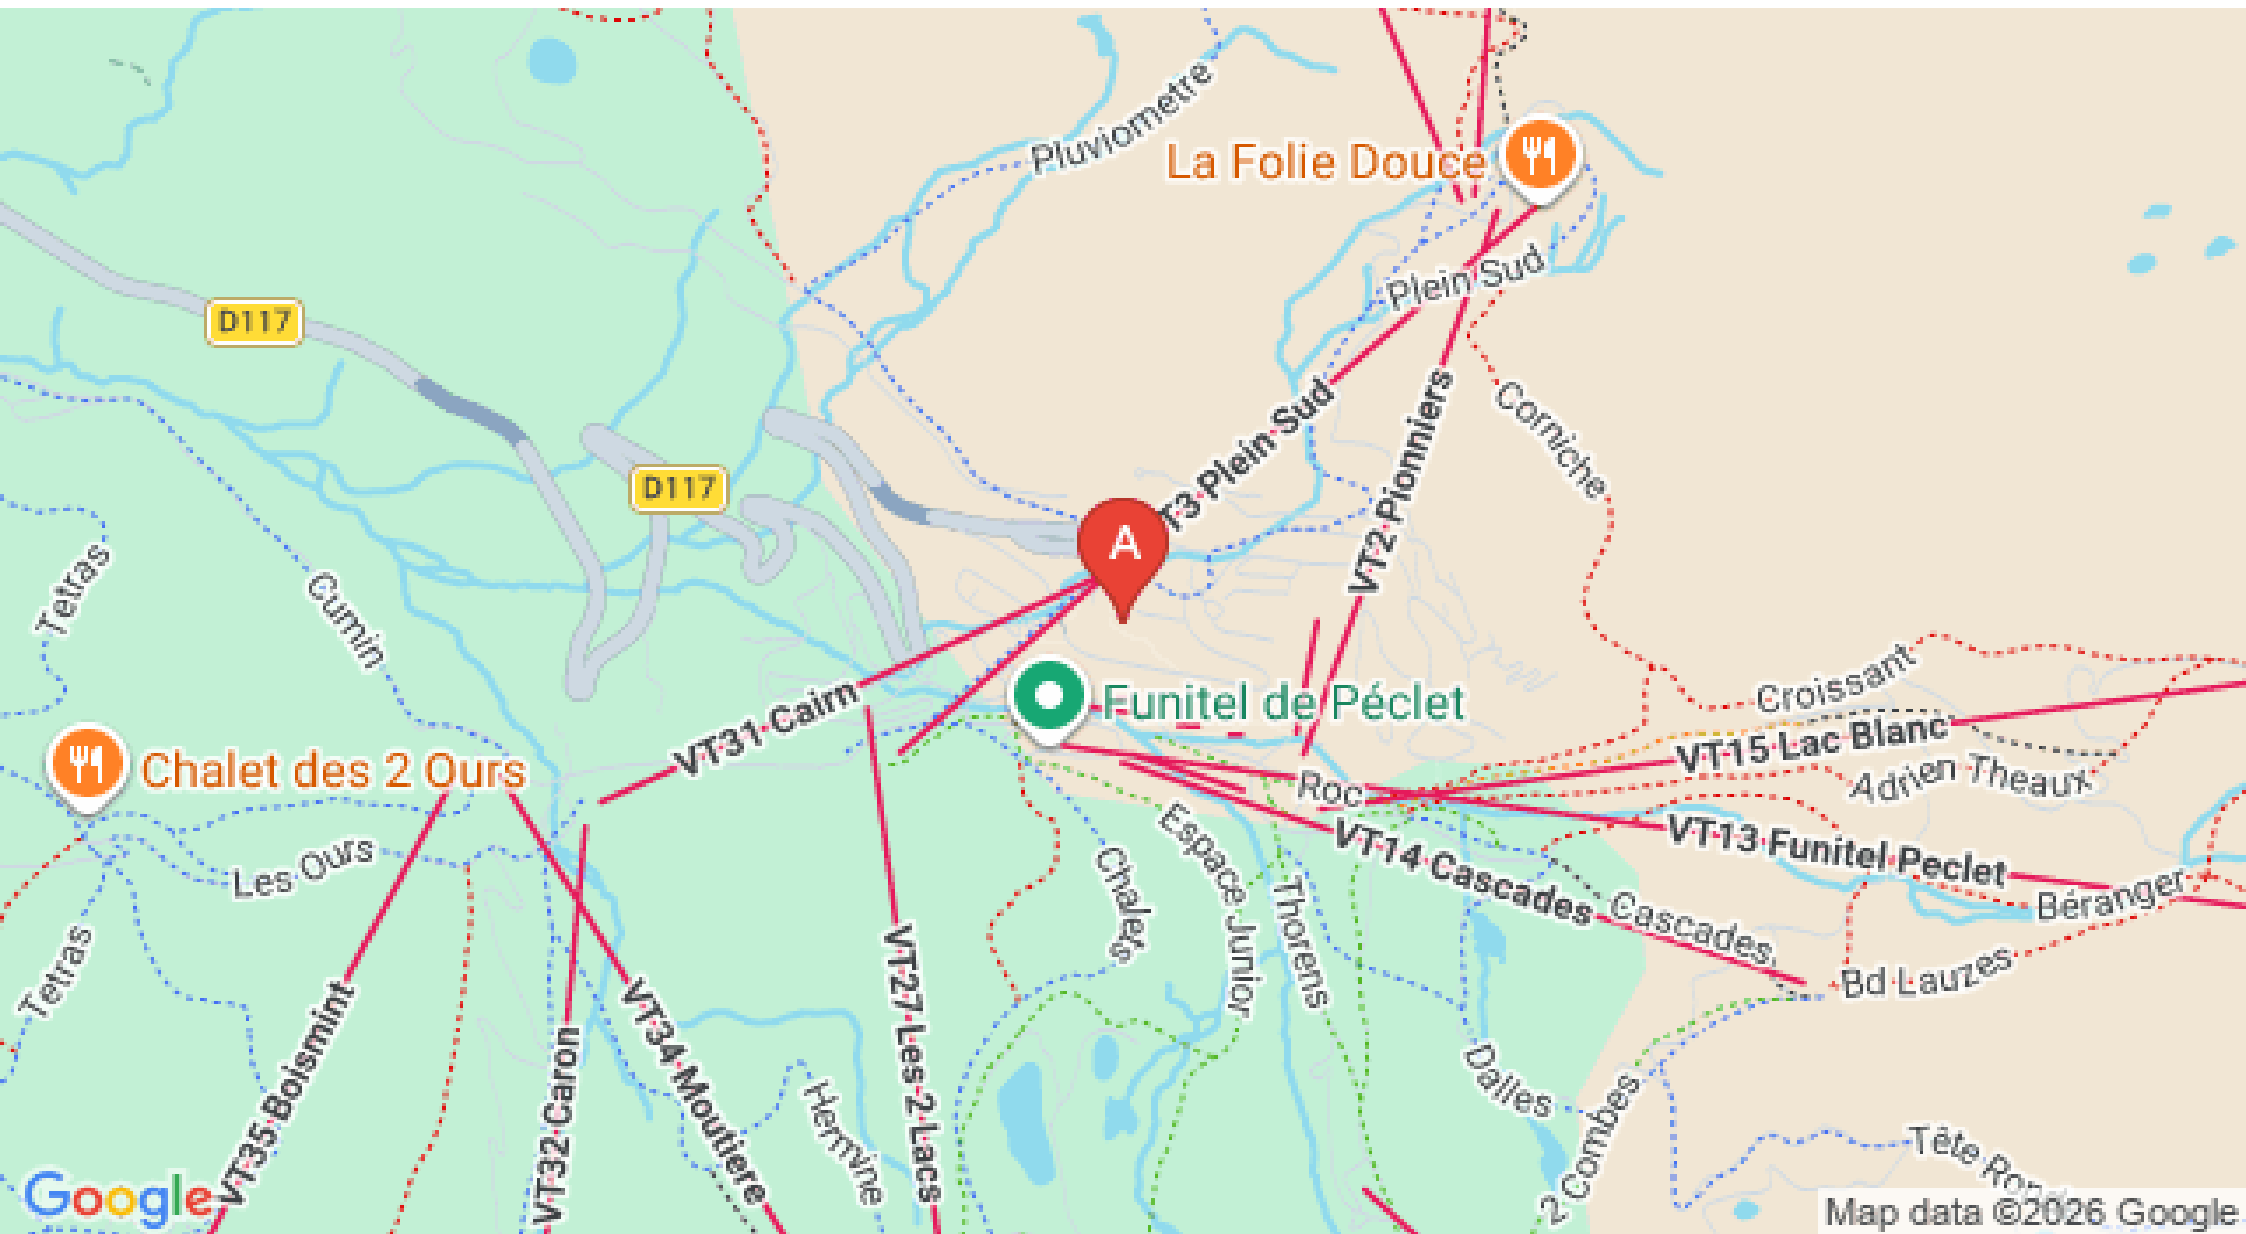 Pluviometre
La Folie Douce
Plein Sud
D117
VT2 Pionniers
T3 Plein Sud
Corniche
D117
A
Tetras
Cumin
Croissant
Funitel de Péclet
VT31 Cairn
VT15 Lac Blanc
Chalet des 2 Ours
Roc
Adrien Theaux
VT13 Funitel Peclet
VT14 Cascades
Les Ours
Espace Junior
Chalets
Thorens
Cascades
Béranger
Tetras
Bd Lauzes
VT35 Boismint
VT32 Caron
VT34 Moutiere
VT27 Les 2 Lacs
Hermine
Dalles
2 Combes
Google
Map data ©2026 Google